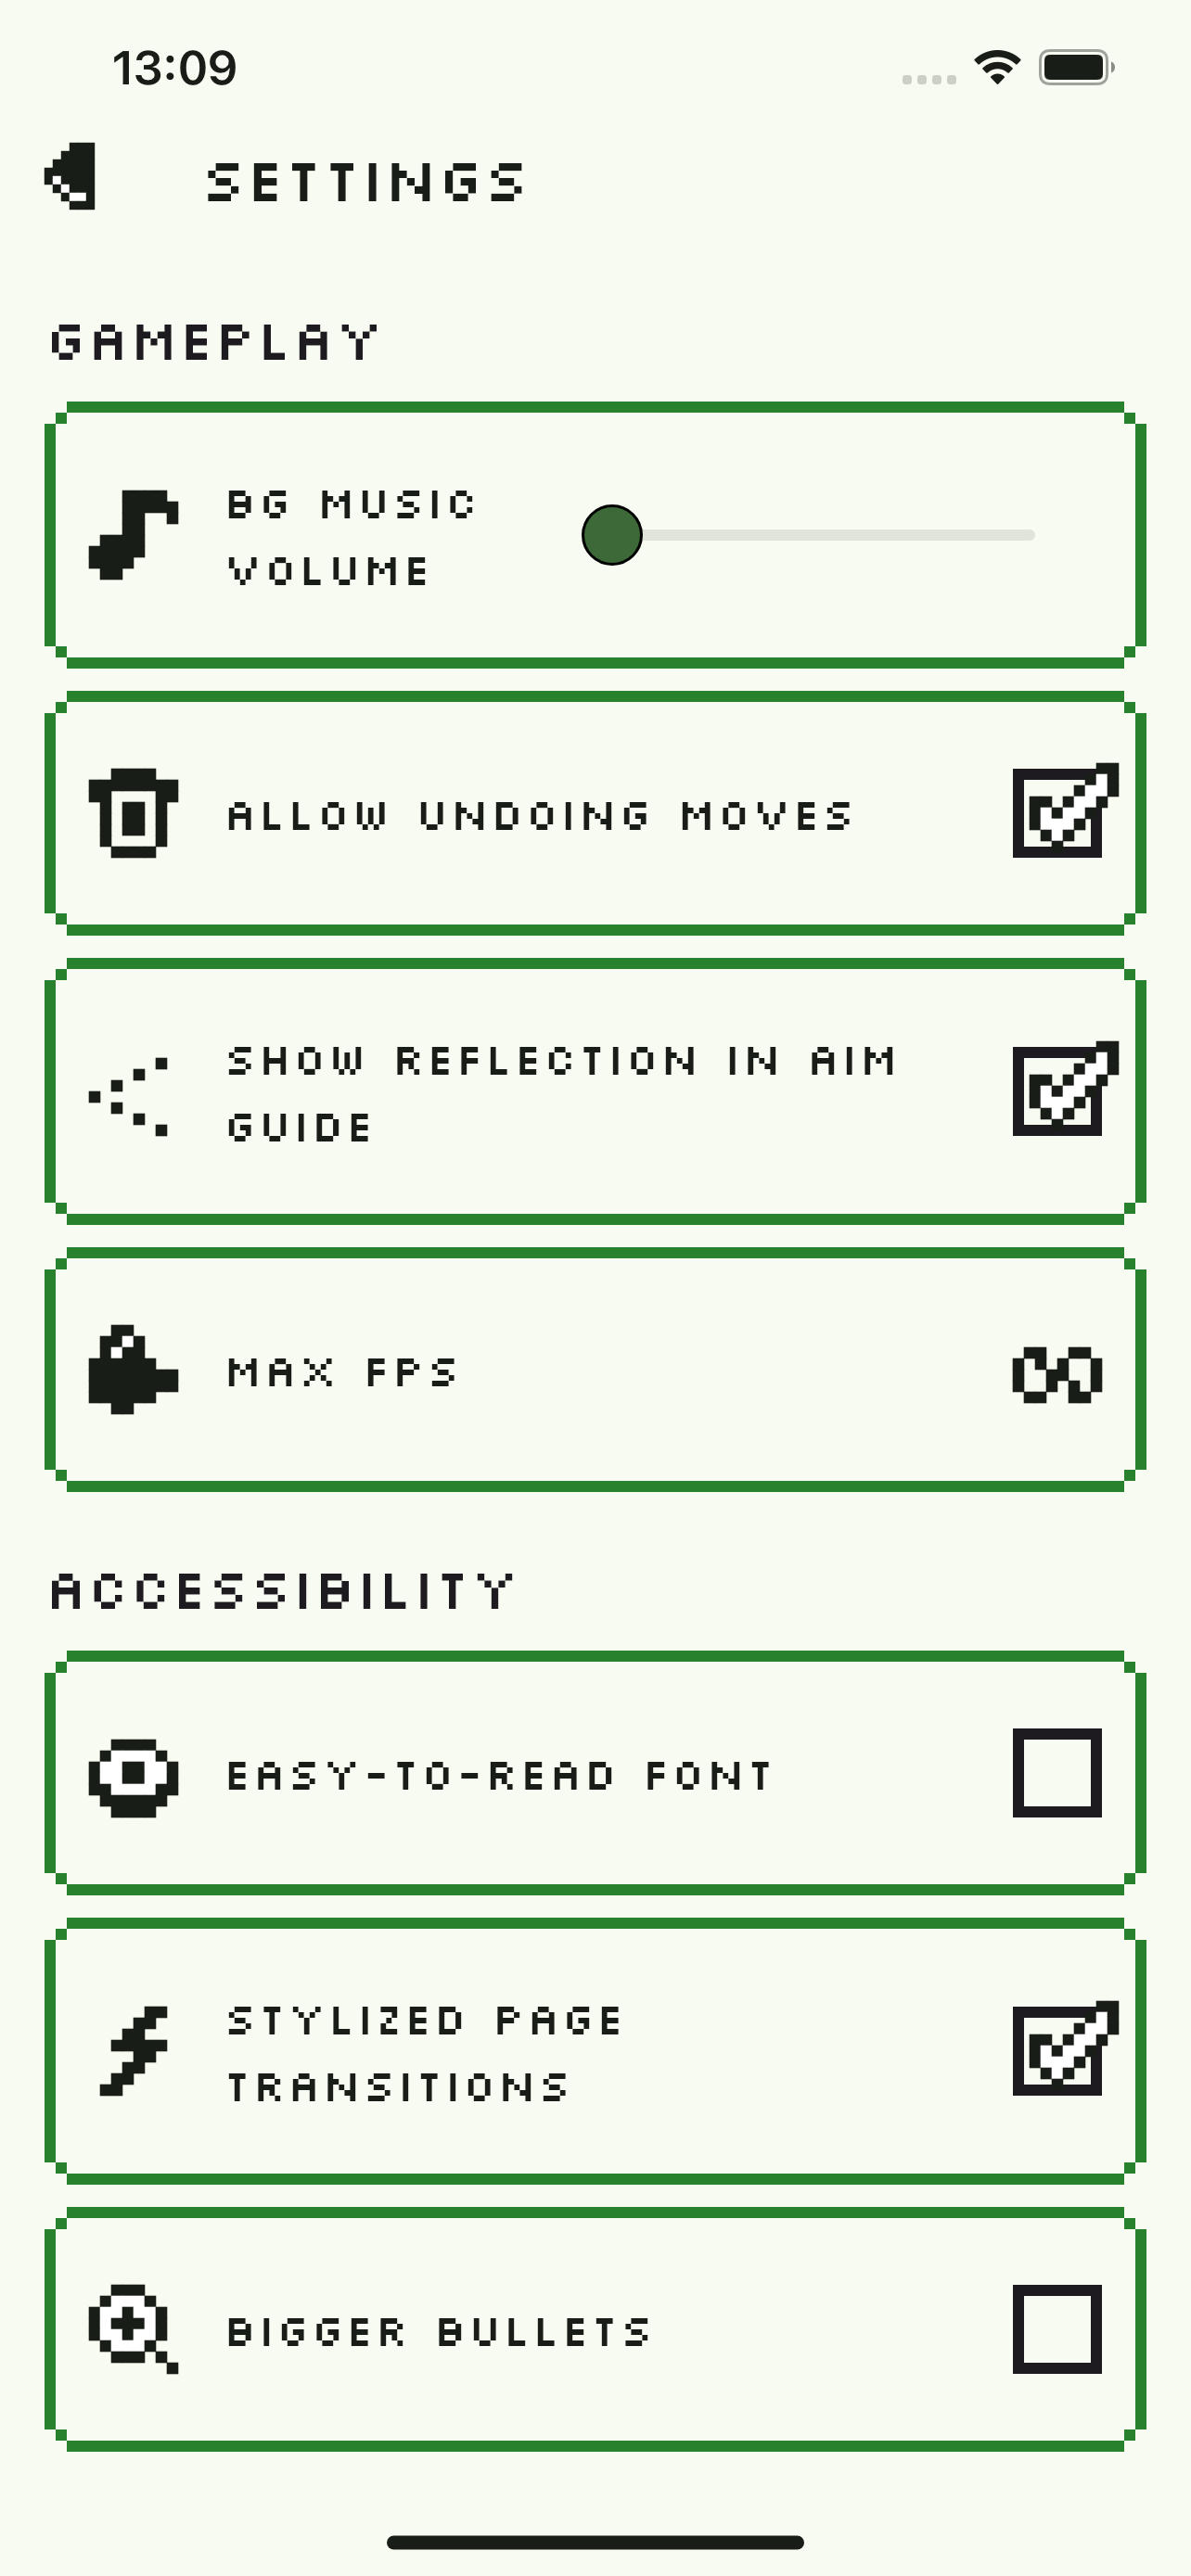 13:09
SETTINGS
GAMEPLAY
BG MUSIC
VOLUME
ALLOW UNDOING MOVES
SHOW REFLECTION IN AIM
GUIDE
MAX FPS
∞
ACCESSIBILITY
EASY-TO-READ FONT
STYLIZED PAGE
TRANSITIONS
BIGGER BULLETS